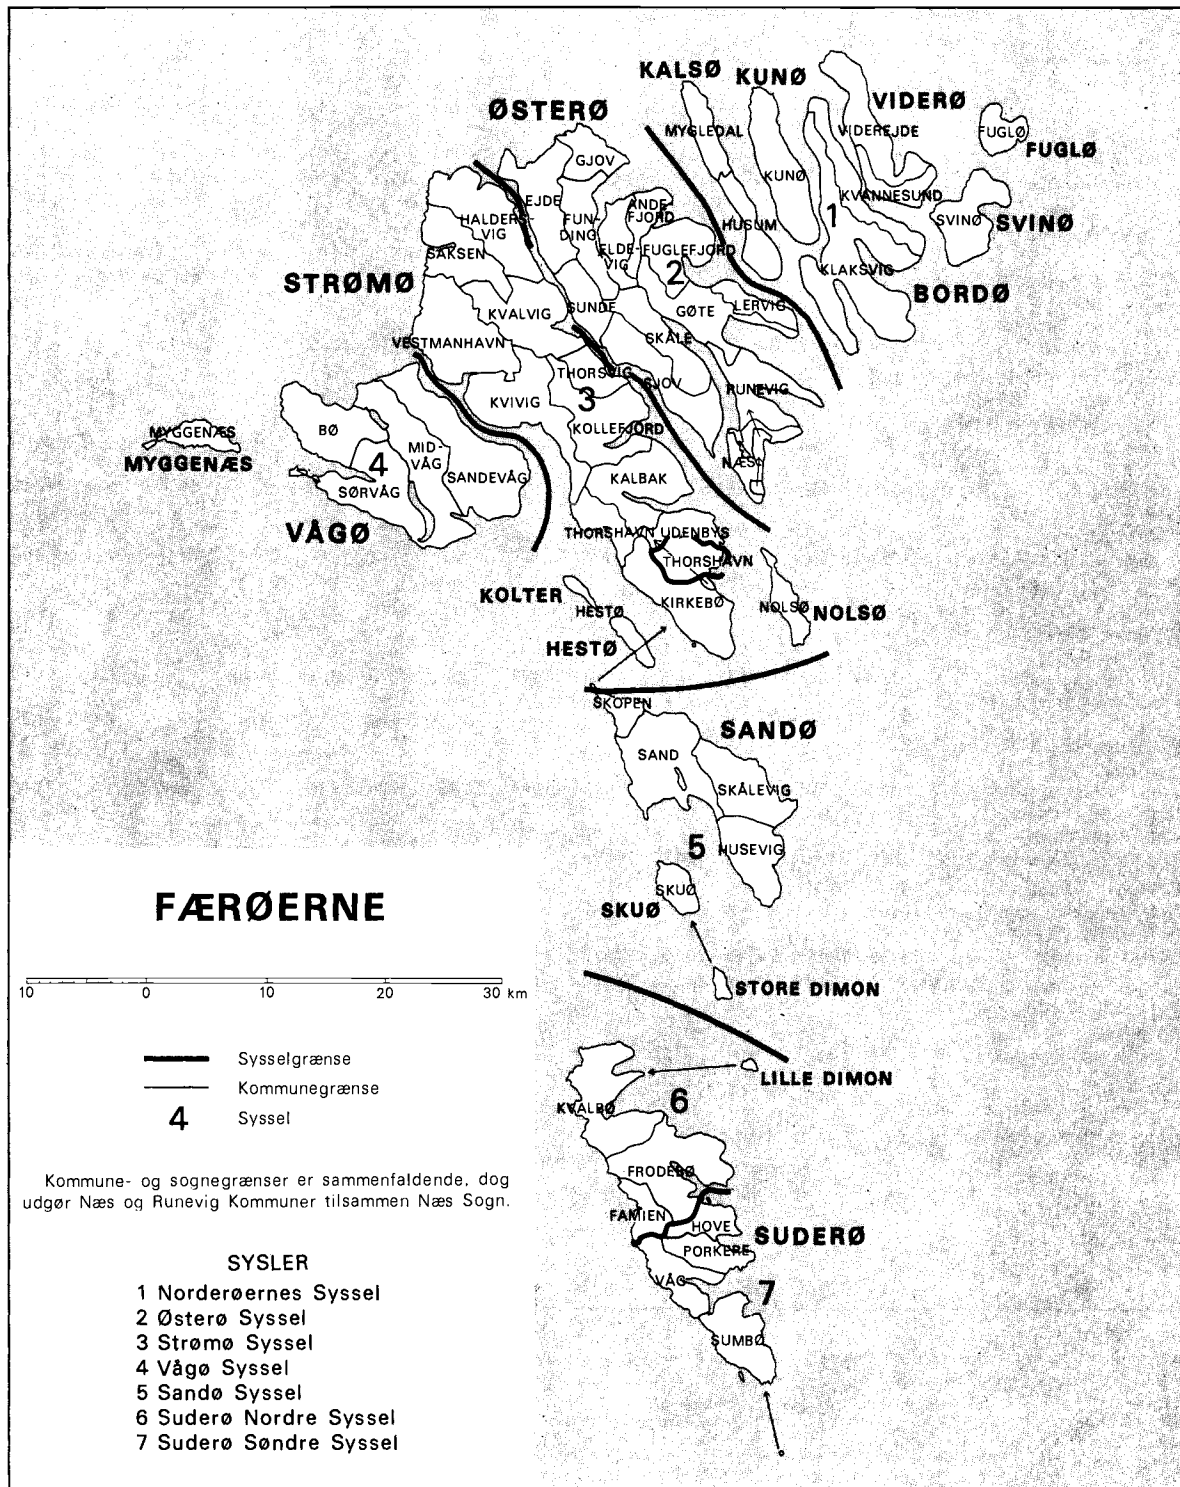 KALSØ
KUNØ
VIDERØ
ØSTERØ
FUGLØ
FUGLØ
MYGLEDAL
VIDEREJDE
GJOV
KUNØ
KVANNESUND
EJDE
ANDE-
FJORD
HALDERS-
VIG
FUN-
DING
HUSUM
1
SVINØ
SVINØ
SAKSEN
ELDE-
VIG
FUGLEFJORD
2
KLAKSVIG
STRØMØ
BORDØ
KVALVIG
SUNDE
GØTE
LERVIG
VESTMANHAVN
SKÅLE
THORSVIG
SJOV
RUNEVIG
KVIVIG
3
BØ
KOLLEFJORD
MYGGENÆS
MYGGENÆS
MID-
VÅG
4
NÆS
SANDEVÅG
KALBAK
SØRVÅG
VÅGØ
THORSHAVN UDENBYS
THORSHAVN
KOLTER
KIRKEBØ
HESTØ
NOLSØ
NOLSØ
HESTØ
SKOPEN
SANDØ
SAND
SKÅLEVIG
5
HUSEVIG
SKUØ
SKUØ
STORE DIMON
LILLE DIMON
KVALBØ
6
FRODEBØ
FAMIEN
HOVE
SUDERØ
PORKERE
VÅG
7
SUMBØ
FÆRØERNE
10 0 10 20 30 km
Sysselgrænse
Kommunegrænse
4 Syssel
Kommune- og sognegrænser er sammenfaldende, dog
udgør Næs og Runevig Kommuner tilsammen Næs Sogn.
SYSLER
1 Norderøernes Syssel
2 Østerø Syssel
3 Strømø Syssel
4 Vågø Syssel
5 Sandø Syssel
6 Suderø Nordre Syssel
7 Suderø Søndre Syssel